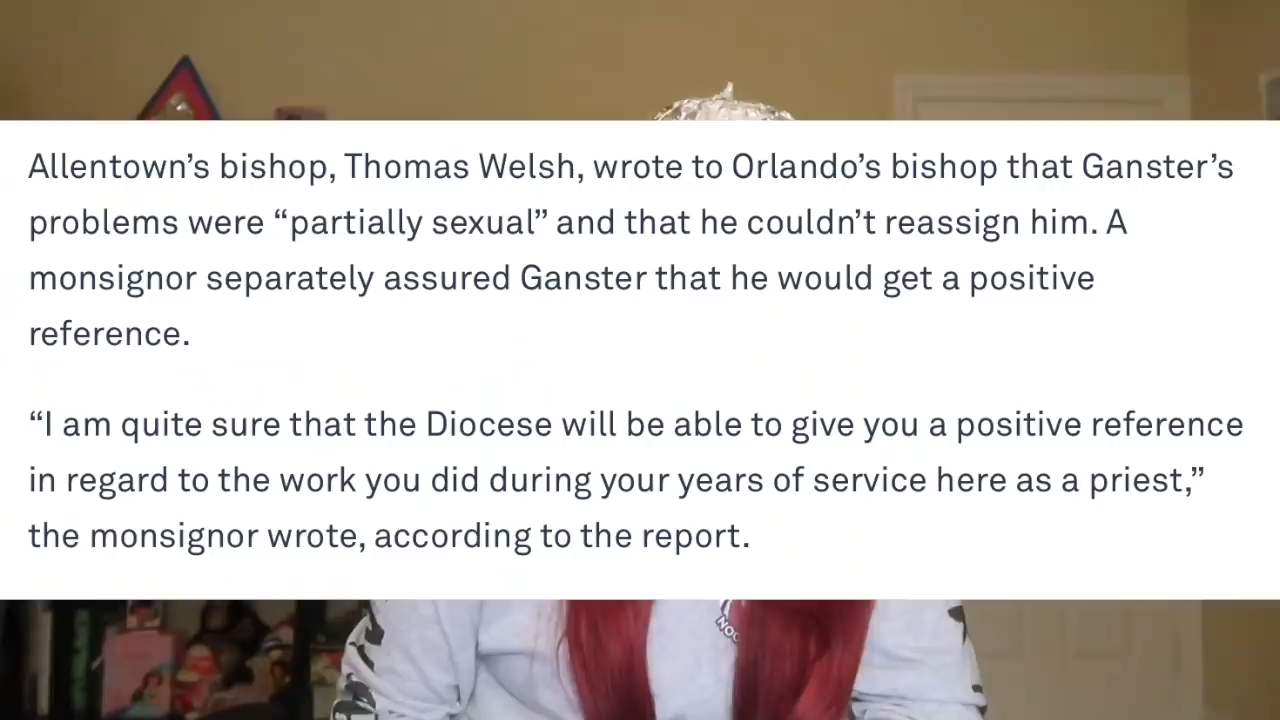 Allentown’s bishop, Thomas Welsh, wrote to Orlando’s bishop that Ganster’s
problems were “partially sexual” and that he couldn’t reassign him. A
monsignor separately assured Ganster that he would get a positive
reference.
“I am quite sure that the Diocese will be able to give you a positive reference
in regard to the work you did during your years of service here as a priest,”
the monsignor wrote, according to the report.